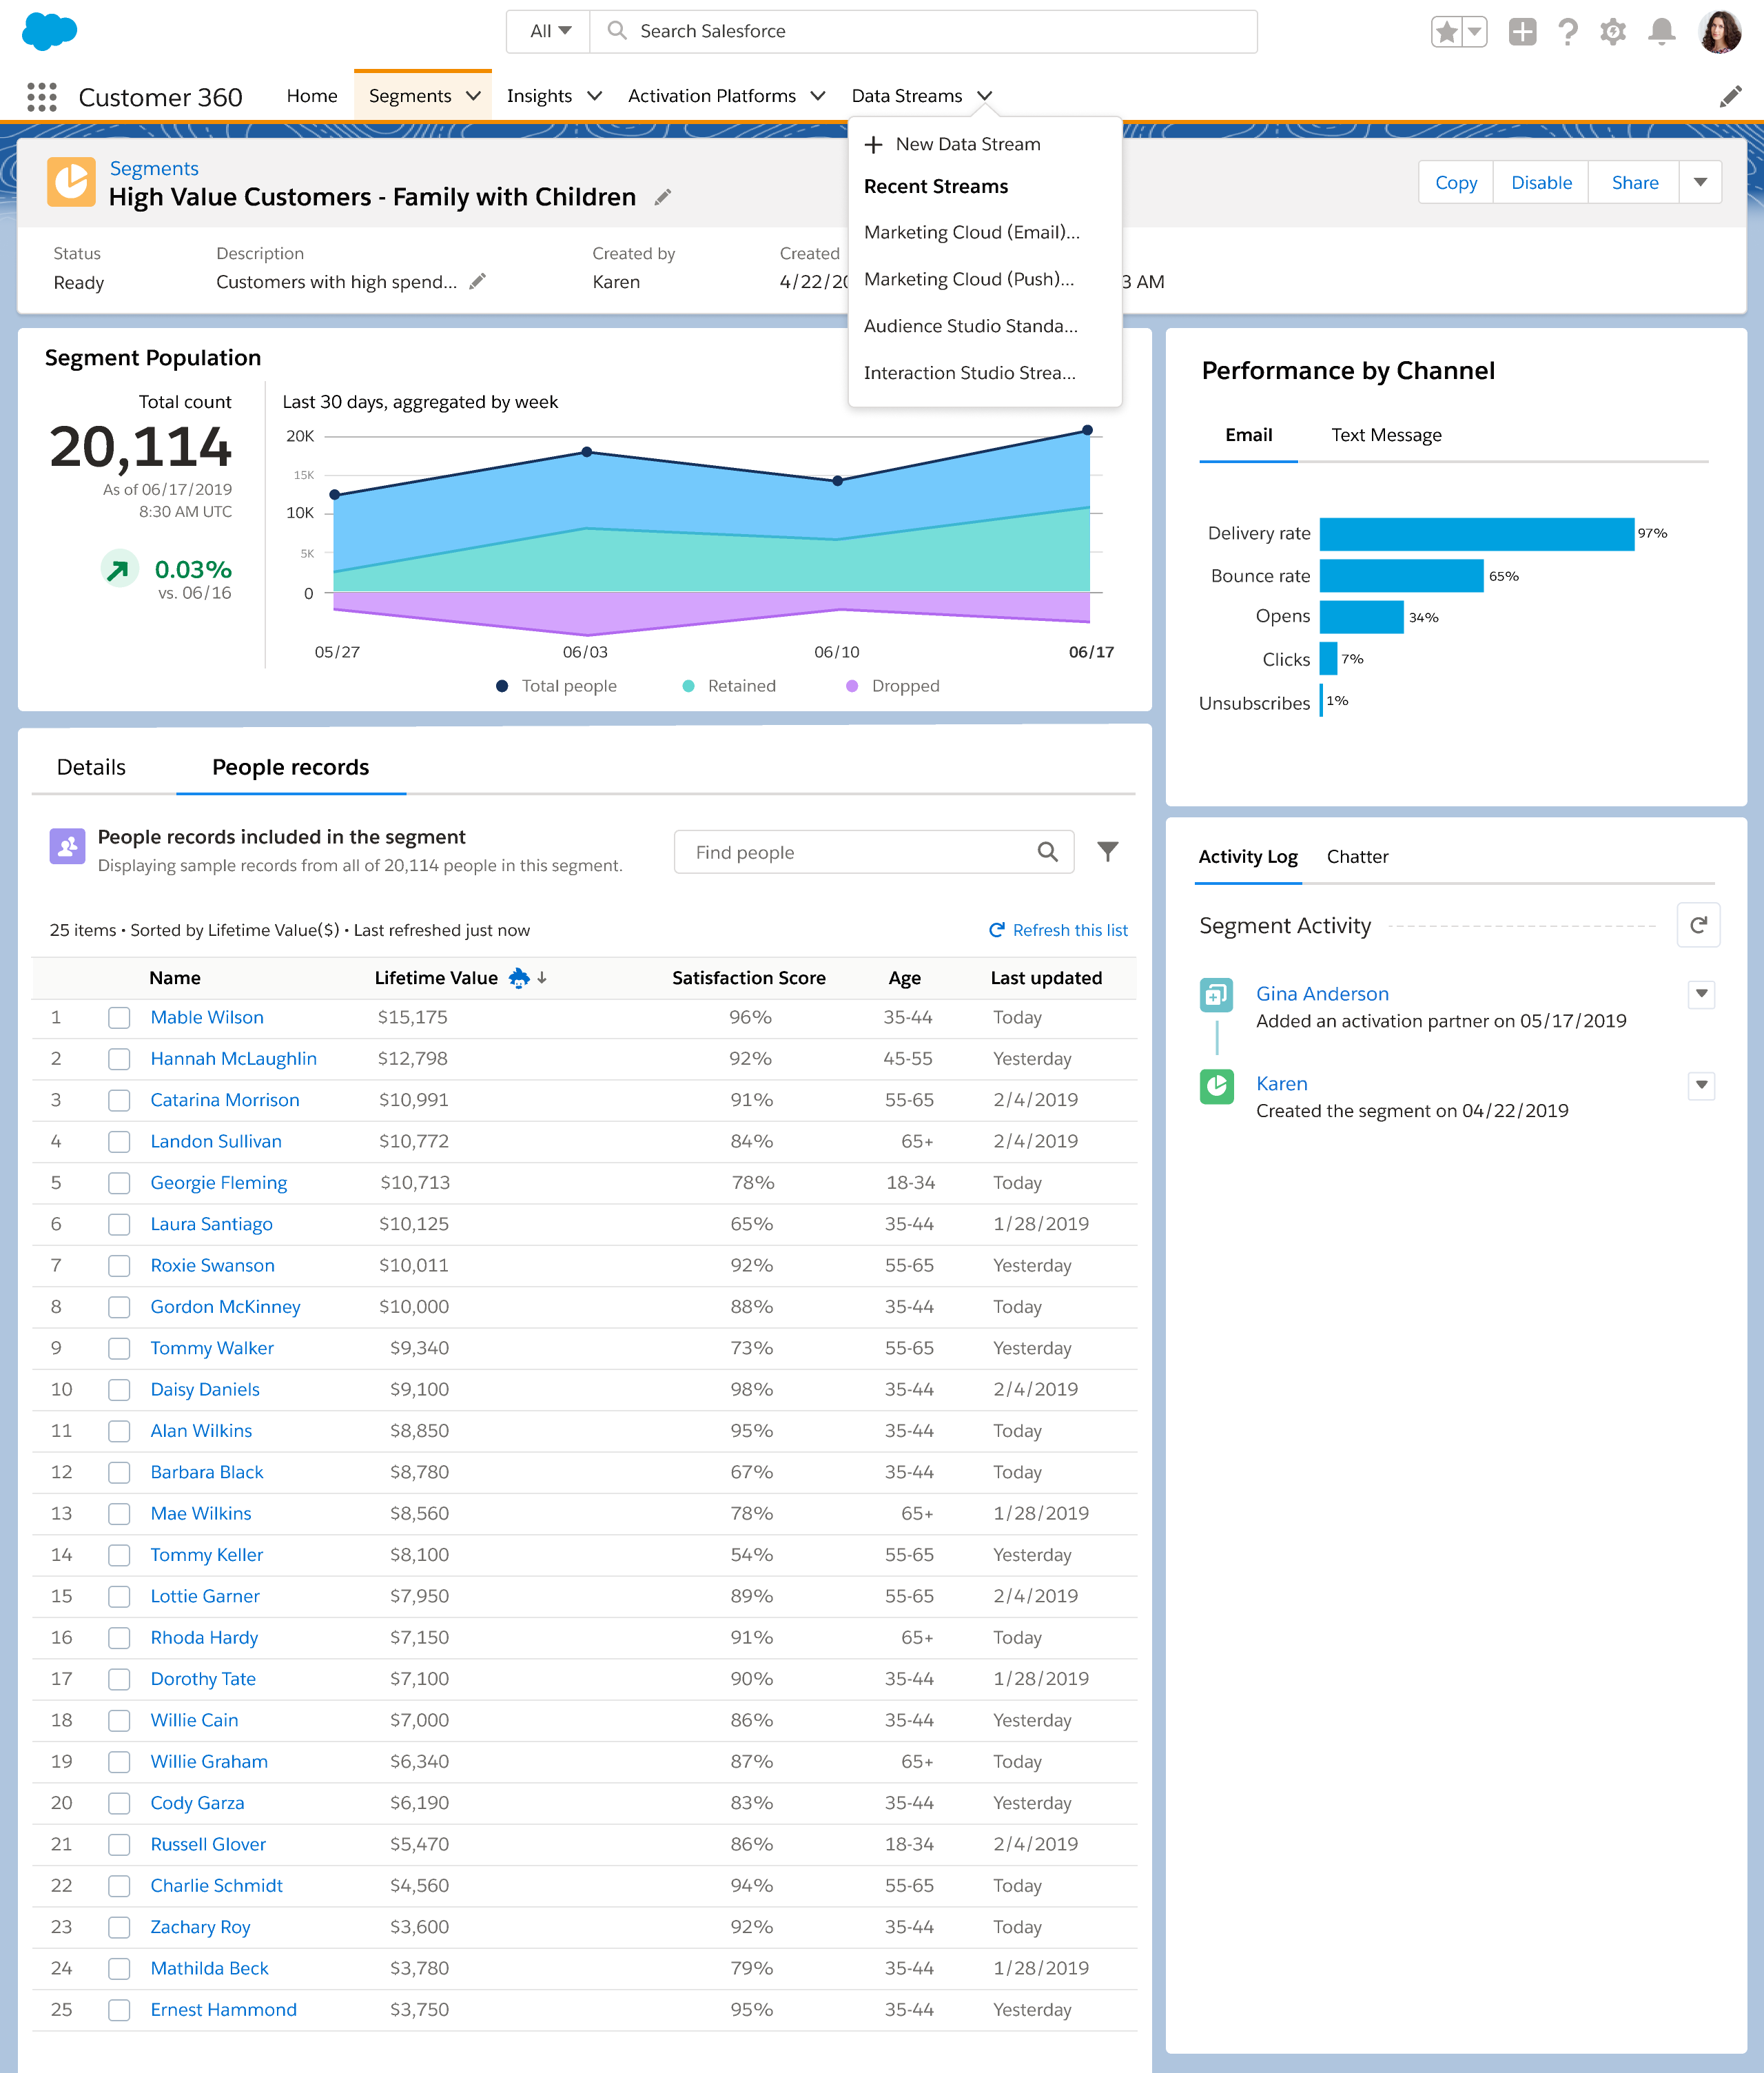 All
Search Salesforce
Customer 360
Home
Segments
Insights
Activation Platforms
Data Streams
New Data Stream
Recent Streams
Marketing Cloud (Email)...
Marketing Cloud (Push)...
Audience Studio Standa...
Interaction Studio Strea...
Segments
High Value Customers - Family with Children
Copy
Disable
Share
Status
Ready
Description
Customers with high spend...
Created by
Karen
Created
4/22/20
3 AM
Segment Population
Total count
20,114
As of 06/17/2019
8:30 AM UTC
0.03%
vs. 06/16
Last 30 days, aggregated by week
20K
15K
10K
5K
0
05/27
06/03
06/10
06/17
Total people
Retained
Dropped
Performance by Channel
Email
Text Message
Delivery rate 97%
Bounce rate 65%
Opens 34%
Clicks 7%
Unsubscribes 1%
Details
People records
People records included in the segment
Displaying sample records from all of 20,114 people in this segment.
Find people
25 items • Sorted by Lifetime Value($) • Last refreshed just now
Refresh this list
Name Lifetime Value Satisfaction Score Age Last updated
1 Mable Wilson $15,175 96% 35-44 Today
2 Hannah McLaughlin $12,798 92% 45-55 Yesterday
3 Catarina Morrison $10,991 91% 55-65 2/4/2019
4 Landon Sullivan $10,772 84% 65+ 2/4/2019
5 Georgie Fleming $10,713 78% 18-34 Today
6 Laura Santiago $10,125 65% 35-44 1/28/2019
7 Roxie Swanson $10,011 92% 55-65 Yesterday
8 Gordon McKinney $10,000 88% 35-44 Today
9 Tommy Walker $9,340 73% 55-65 Yesterday
10 Daisy Daniels $9,100 98% 35-44 2/4/2019
11 Alan Wilkins $8,850 95% 35-44 Today
12 Barbara Black $8,780 67% 35-44 Today
13 Mae Wilkins $8,560 78% 65+ 1/28/2019
14 Tommy Keller $8,100 54% 55-65 Yesterday
15 Lottie Garner $7,950 89% 55-65 2/4/2019
16 Rhoda Hardy $7,150 91% 65+ Today
17 Dorothy Tate $7,100 90% 35-44 1/28/2019
18 Willie Cain $7,000 86% 35-44 Yesterday
19 Willie Graham $6,340 87% 65+ Today
20 Cody Garza $6,190 83% 35-44 Yesterday
21 Russell Glover $5,470 86% 18-34 2/4/2019
22 Charlie Schmidt $4,560 94% 55-65 Today
23 Zachary Roy $3,600 92% 35-44 Today
24 Mathilda Beck $3,780 79% 35-44 1/28/2019
25 Ernest Hammond $3,750 95% 35-44 Yesterday
Activity Log
Chatter
Segment Activity
Gina Anderson
Added an activation partner on 05/17/2019
Karen
Created the segment on 04/22/2019